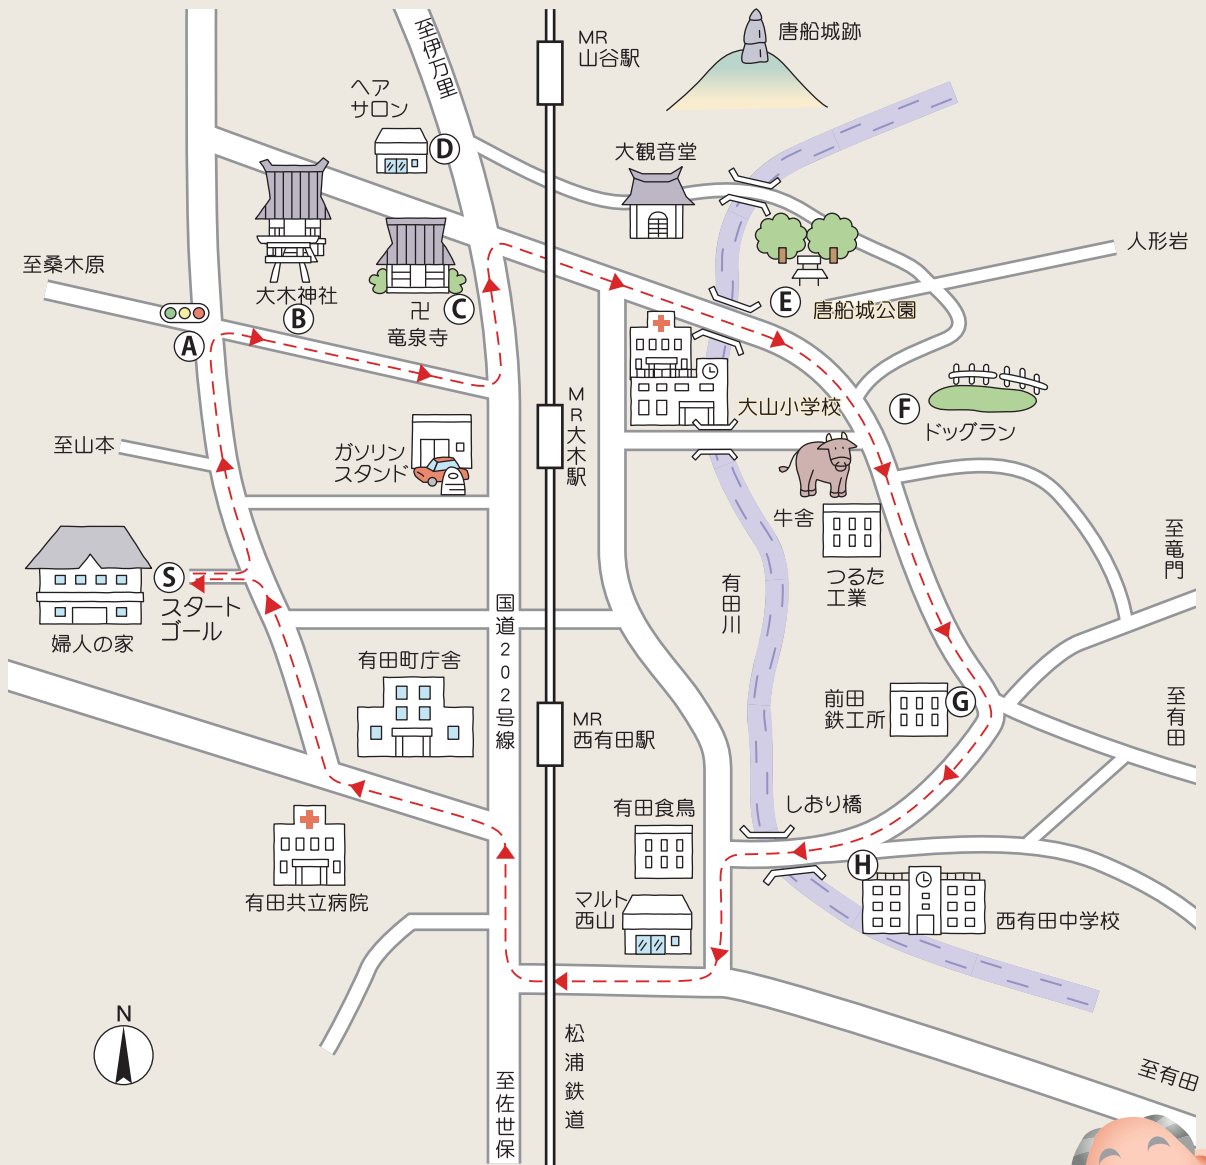 至伊万里
MR
山谷駅
唐船城跡
ヘア
サロン
D
大観音堂
人形岩
至桑木原
大木神社
B
卍
竜泉寺
C
E
唐船城公園
A
MR大木駅
大山小学校
F
ドッグラン
至山本
ガソリン
スタンド
牛舎
つるた
工業
至竜門
S
スタート
ゴール
婦人の家
有田川
国道202号線
有田町庁舎
前田
鉄工所
G
至有田
MR
西有田駅
有田食鳥
しおり橋
H
マルト
西山
西有田中学校
有田共立病院
N
松浦鉄道
至佐世保
至有田